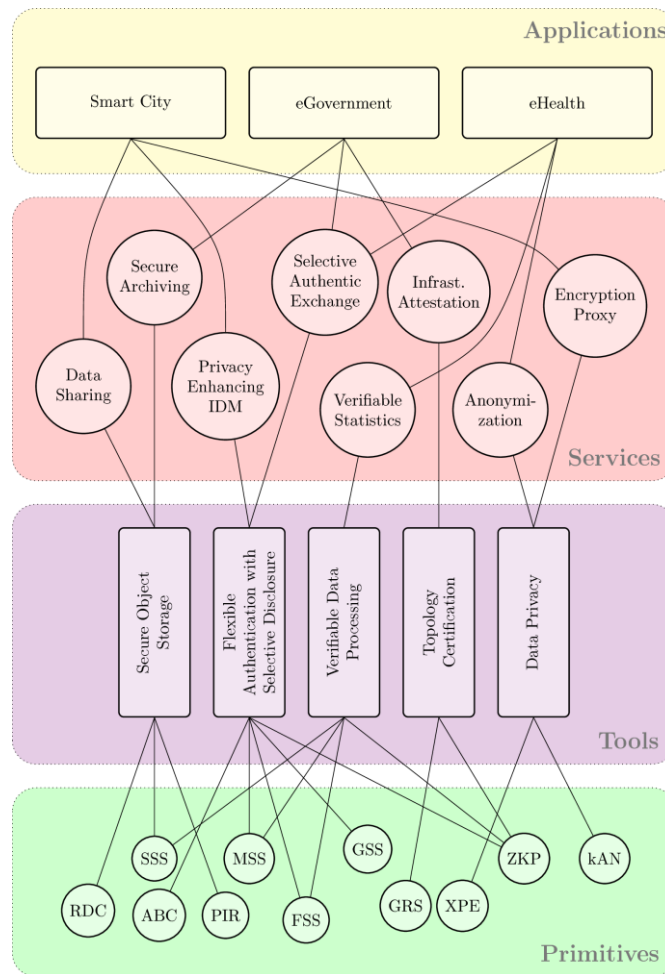 Applications
Smart City
eGovernment
eHealth
Secure
Archiving
Selective
Authentic
Exchange
Infrast.
Attestation
Encryption
Proxy
Data
Sharing
Privacy
Enhancing
IDM
Verifiable
Statistics
Anonymi-
zation
Services
Secure Object
Storage
Flexible
Authentication with
Selective Disclosure
Verifiable Data
Processing
Topology
Certification
Data Privacy
Tools
SSS
MSS
GSS
ZKP
kAN
RDC
ABC
PIR
FSS
GRS
XPE
Primitives